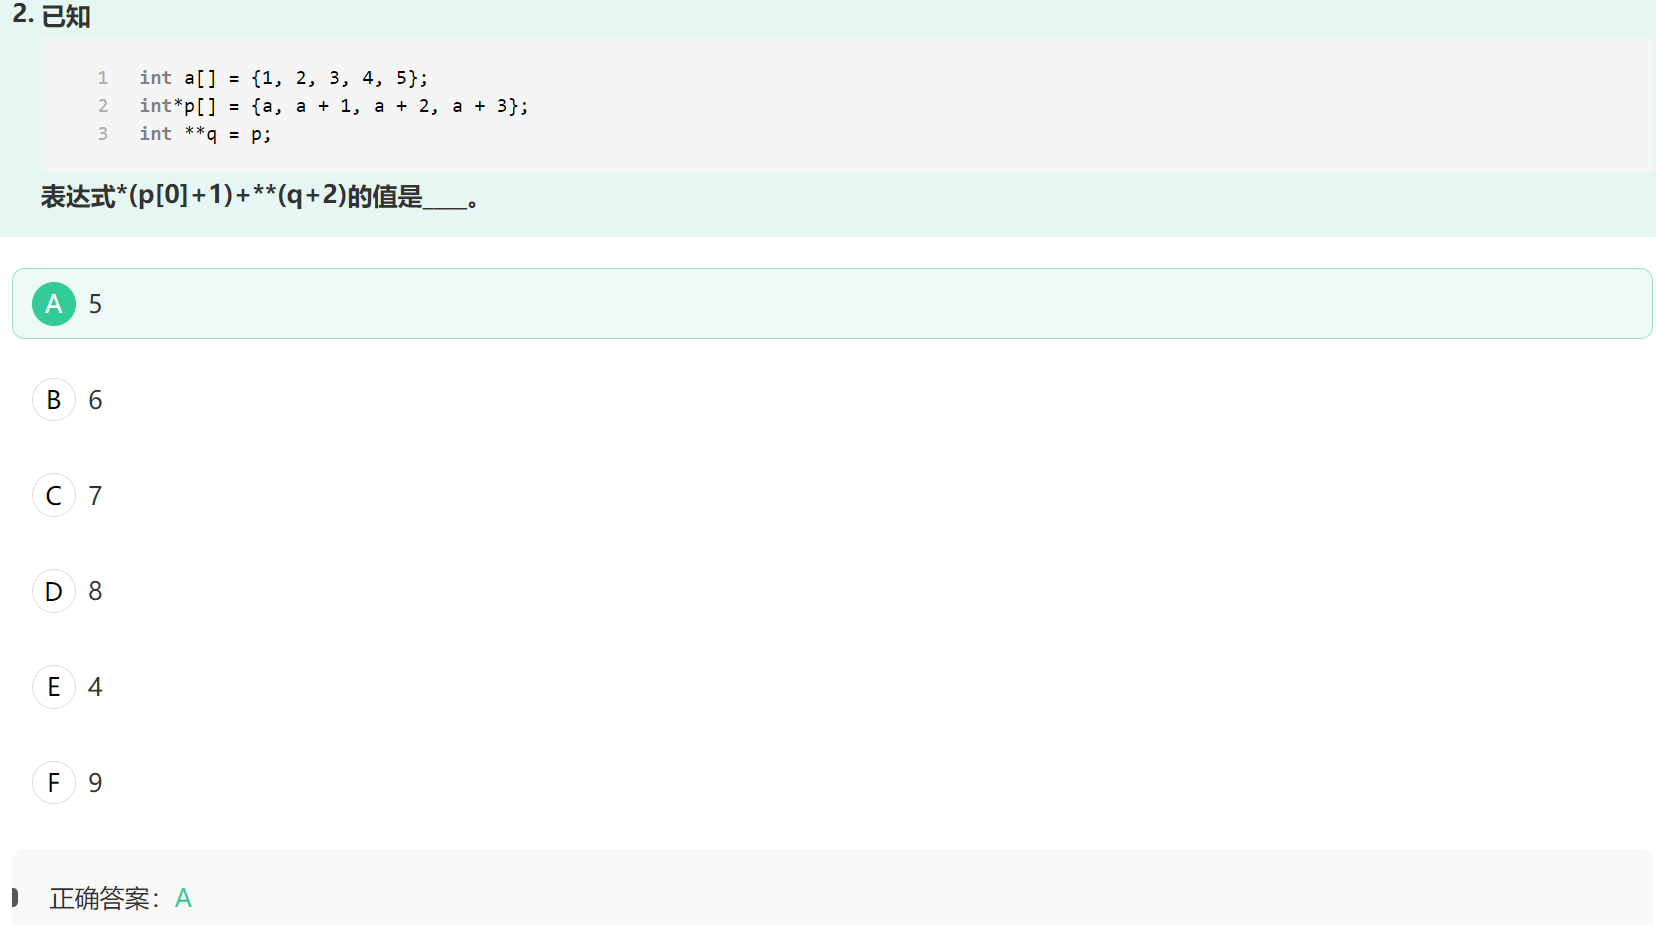 2. 已知
1 int a[] = {1, 2, 3, 4, 5};
2 int*p[] = {a, a + 1, a + 2, a + 3};
3 int **q = p;
表达式*(p[0]+1)+**(q+2)的值是____。
A 5
B 6
C 7
D 8
E 4
F 9
正确答案：A